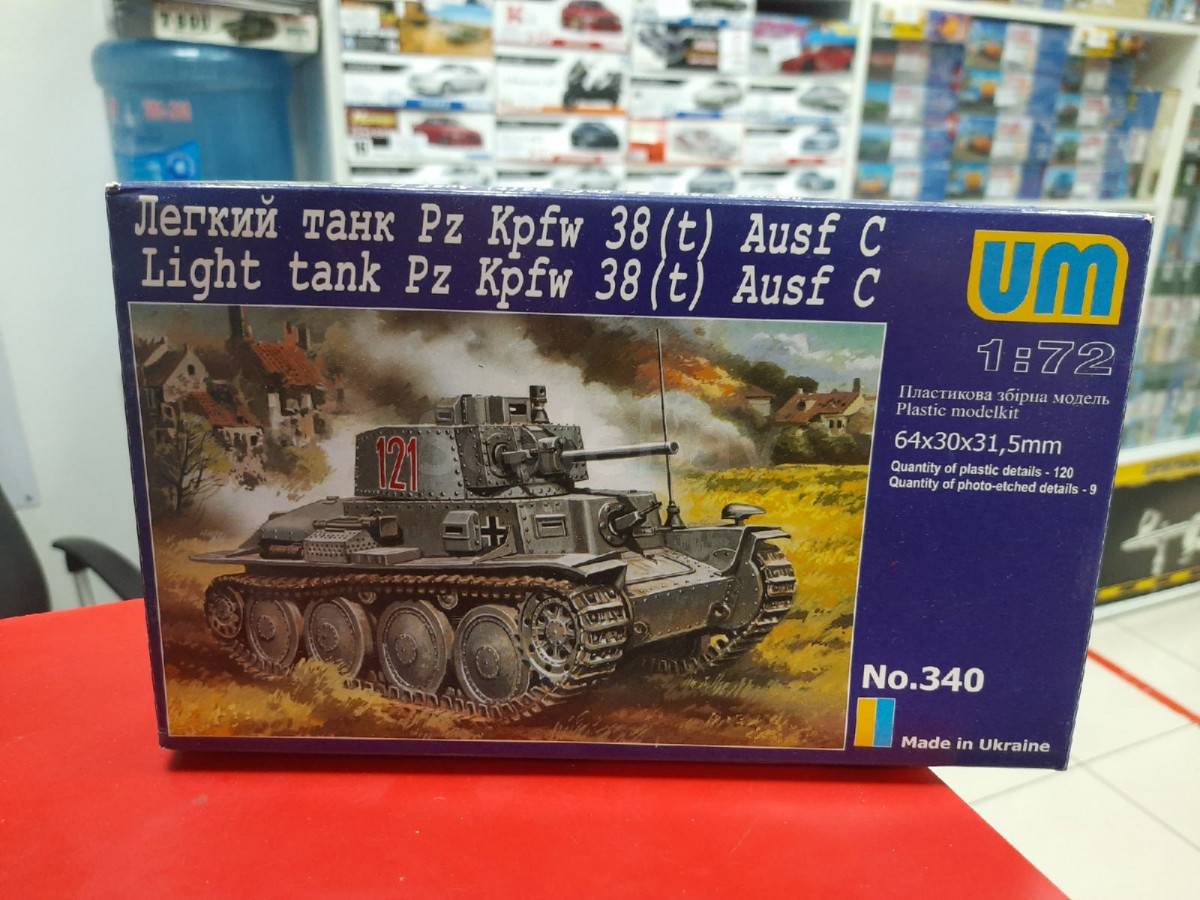 Легкий танк Pz Kpfw 38(t) Ausf C
Light tank Pz Kpfw 38(t) Ausf C
UM
1:72
Пластикова збірна модель
Plastic modelkit
64x30x31,5mm
Quantity of plastic details - 120
Quantity of photo-etched details - 9
121
No.340
Made in Ukraine